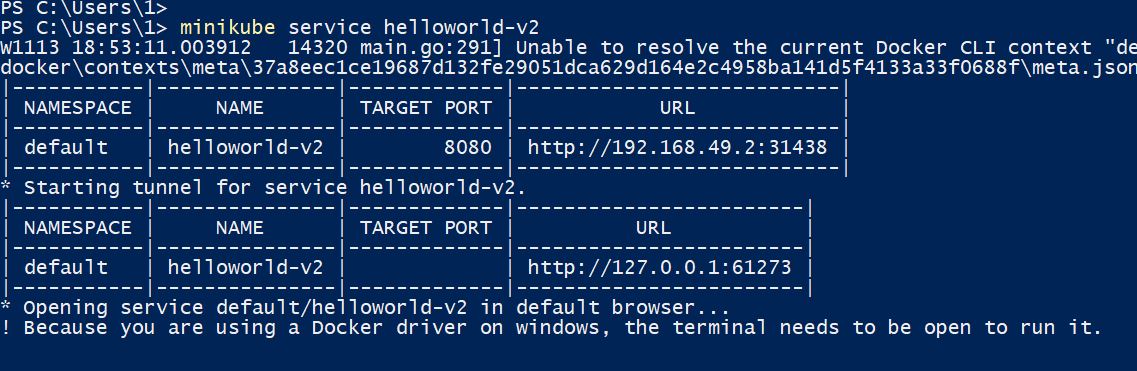 PS C:\Users\1>
PS C:\Users\1> minikube service helloworld-v2
W1113 18:53:11.003912   14320 main.go:291] Unable to resolve the current Docker CLI context "de
docker\contexts\meta\37a8eec1ce19687d132fe29051dca629d164e2c4958ba141d5f4133a33f0688f\meta.json
|-----------|---------------|-------------|---------------------------|
| NAMESPACE |     NAME      | TARGET PORT |            URL            |
|-----------|---------------|-------------|---------------------------|
| default   | helloworld-v2 |        8080 | http://192.168.49.2:31438 |
|-----------|---------------|-------------|---------------------------|
* Starting tunnel for service helloworld-v2.
|-----------|---------------|-------------|------------------------|
| NAMESPACE |     NAME      | TARGET PORT |          URL           |
|-----------|---------------|-------------|------------------------|
| default   | helloworld-v2 |             | http://127.0.0.1:61273 |
|-----------|---------------|-------------|------------------------|
* Opening service default/helloworld-v2 in default browser...
! Because you are using a Docker driver on windows, the terminal needs to be open to run it.